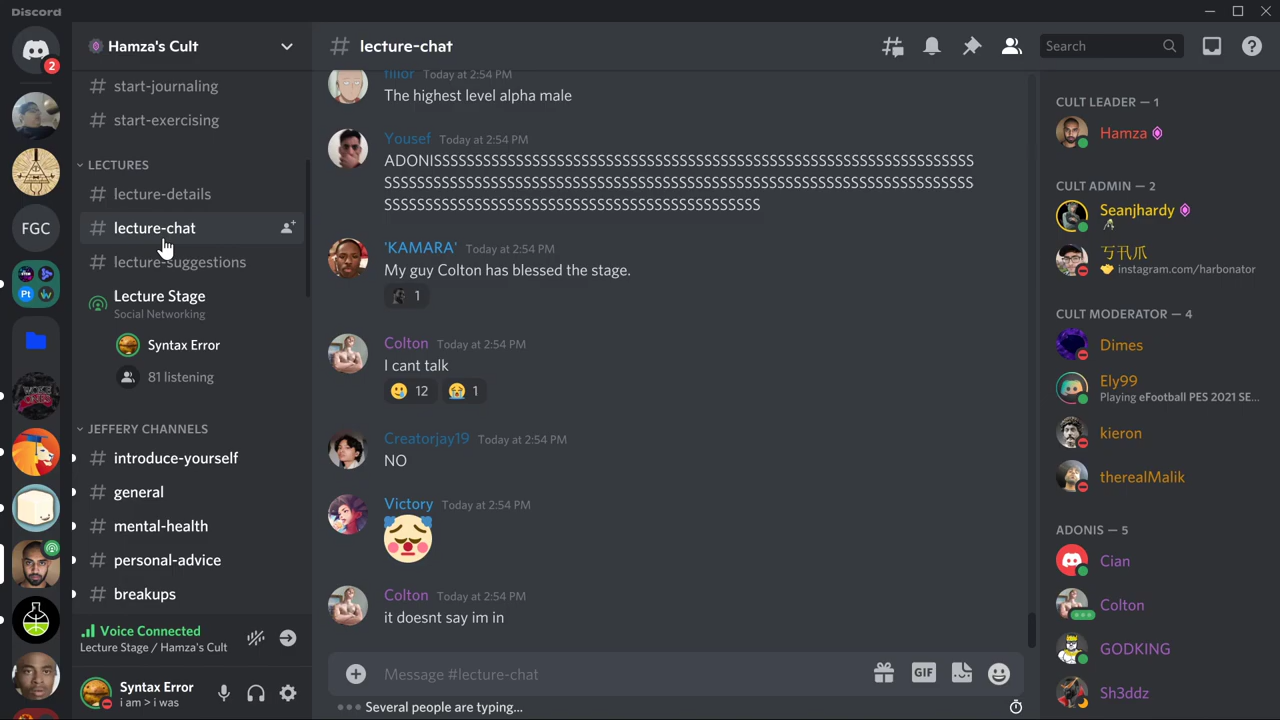 Discord
2
FGC
Hamza's Cult
start-journaling
start-exercising
LECTURES
lecture-details
lecture-chat
lecture-suggestions
Lecture Stage
Social Networking
Syntax Error
81 listening
JEFFERY CHANNELS
introduce-yourself
general
mental-health
personal-advice
breakups
Voice Connected
Lecture Stage / Hamza's Cult
Syntax Error
i am > i was
# lecture-chat
Search
Today at 2:54 PM
The highest level alpha male
Yousef Today at 2:54 PM
ADONISSSSSSSSSSSSSSSSSSSSSSSSSSSSSSSSSSSSSSSSSSSSSSSSSSSSSSSSSSSSSSSSSSS
SSSSSSSSSSSSSSSSSSSSSSSSSSSSSSSSSSSSSSSSSSSSSSSSSSSSSSSSSSSSSSSSSSSSSSSS
SSSSSSSSSSSSSSSSSSSSSSSSSSSSSSSSSSSSSSSSSSSSSS
'KAMARA' Today at 2:54 PM
My guy Colton has blessed the stage.
1
Colton Today at 2:54 PM
I cant talk
12 1
Creatorjay19 Today at 2:54 PM
NO
Victory Today at 2:54 PM
Colton Today at 2:54 PM
it doesnt say im in
Message #lecture-chat
GIF
Several people are typing...
CULT LEADER — 1
Hamza
CULT ADMIN — 2
Seanjhardy
instagram.com/harbonator
CULT MODERATOR — 4
Dimes
Ely99
Playing eFootball PES 2021 SE...
kieron
therealMalik
ADONIS — 5
Cian
Colton
GODKING
Sh3ddz